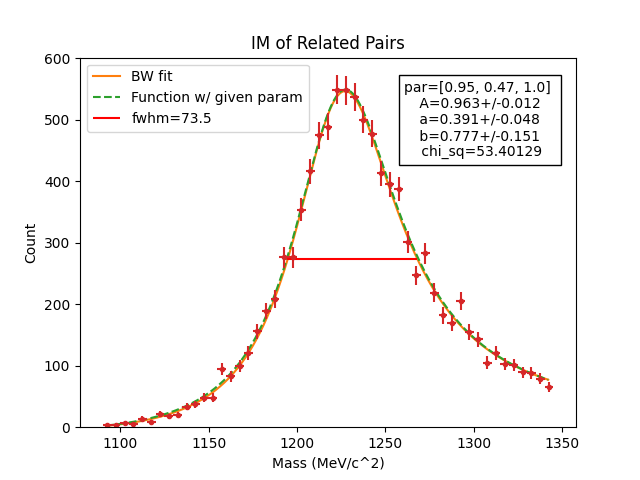 IM of Related Pairs
BW fit
Function w/ given param
fwhm=73.5
par=[0.95, 0.47, 1.0]
A=0.963+/-0.012
a=0.391+/-0.048
b=0.777+/-0.151
chi_sq=53.40129
Count
600
500
400
300
200
100
0
1100 1150 1200 1250 1300 1350
Mass (MeV/c^2)